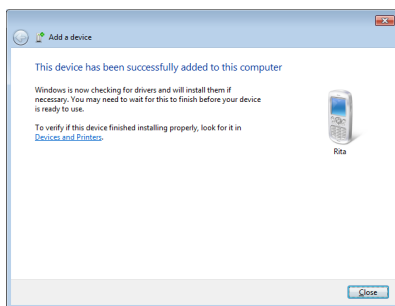 Add a device
This device has been successfully added to this computer
Windows is now checking for drivers and will install them if
necessary. You may need to wait for this to finish before your device
is ready to use.
To verify if this device finished installing properly, look for it in
Devices and Printers.
Rita
Close